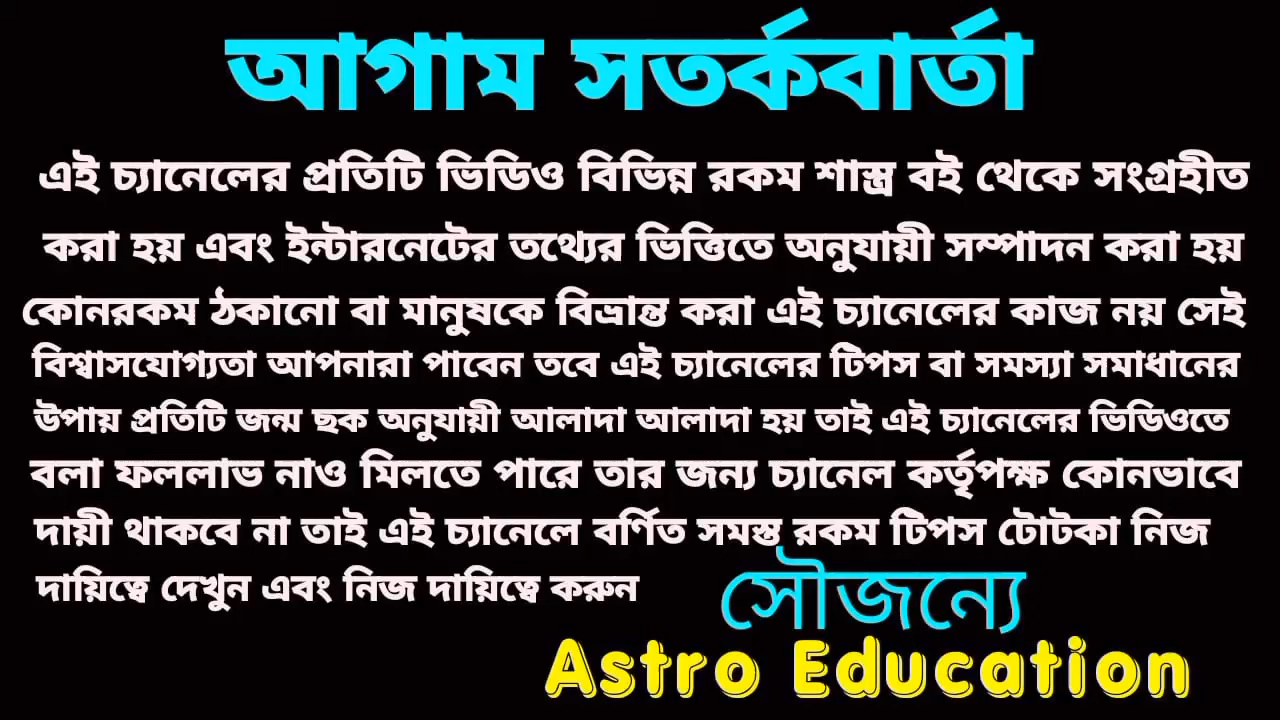 আগাম সতর্কবার্তা
এই চ্যানেলের প্রতিটি ভিডিও বিভিন্ন রকম শাস্ত্র বই থেকে সংগ্রহীত
করা হয় এবং ইন্টারনেটের তথ্যের ভিত্তিতে অনুযায়ী সম্পাদন করা হয়
কোনরকম ঠকানো বা মানুষকে বিভ্রান্ত করা এই চ্যানেলের কাজ নয় সেই
বিশ্বাসযোগ্যতা আপনারা পাবেন তবে এই চ্যানেলের টিপস বা সমস্যা সমাধানের
উপায় প্রতিটি জন্ম ছক অনুযায়ী আলাদা আলাদা হয় তাই এই চ্যানেলের ভিডিওতে
বলা ফললাভ নাও মিলতে পারে তার জন্য চ্যানেল কর্তৃপক্ষ কোনভাবে
দায়ী থাকবে না তাই এই চ্যানেলে বর্ণিত সমস্ত রকম টিপস টোটকা নিজ
দায়িত্বে দেখুন এবং নিজ দায়িত্বে করুন
সৌজন্যে
Astro Education